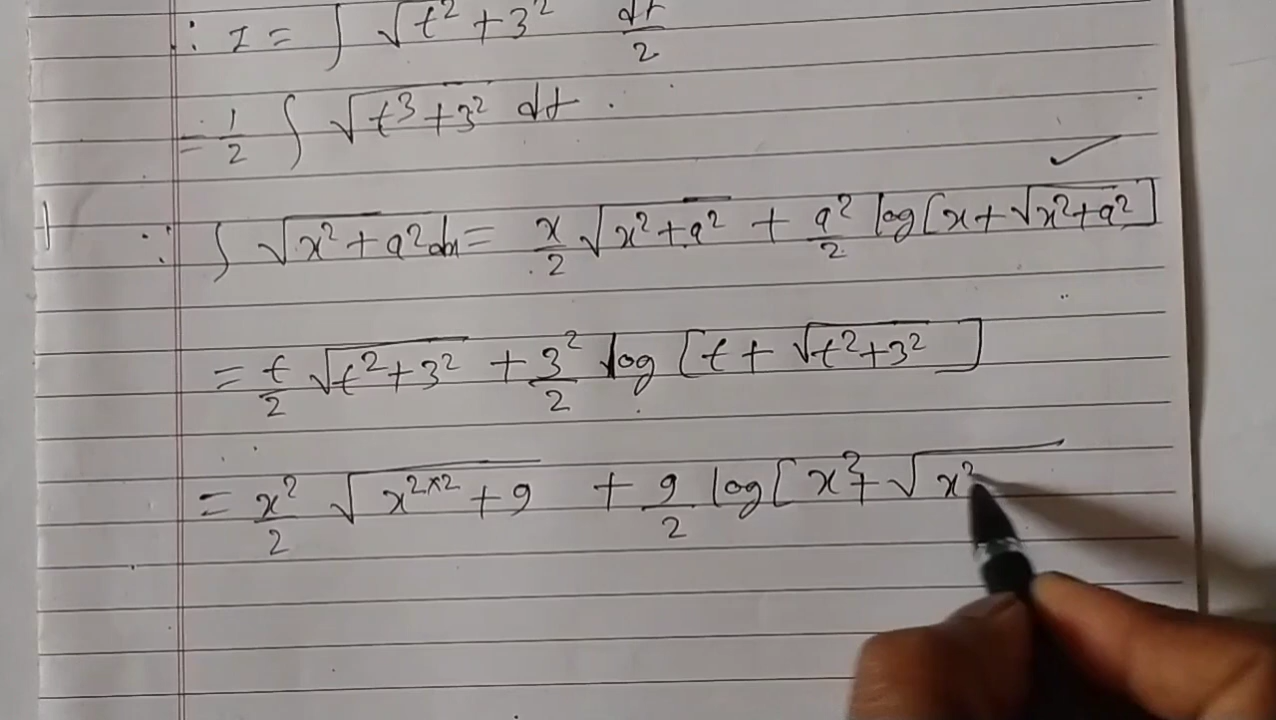 ∴ I = ∫ √t² + 3² dt/2
= 1/2 ∫ √t³ + 3² dt .
∵ ∫ √x² + a² dx = x/2 √x² + a² + a²/2 log[x + √x² + a²]
= t/2 √t² + 3² + 3²/2 log [t + √t² + 3²]
= x²/2 √x^2×2 + 9 + 9/2 log[x² + √x²